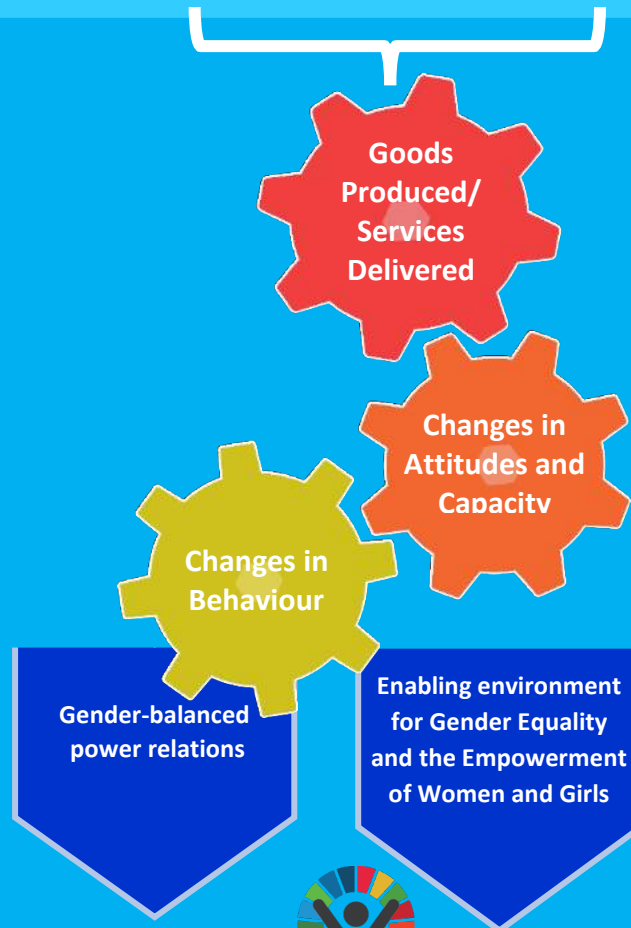 Goods
Produced/
Services
Delivered
Changes in
Attitudes and
Capacity
Changes in
Behaviour
Gender-balanced
power relations
Enabling environment
for Gender Equality
and the Empowerment
of Women and Girls